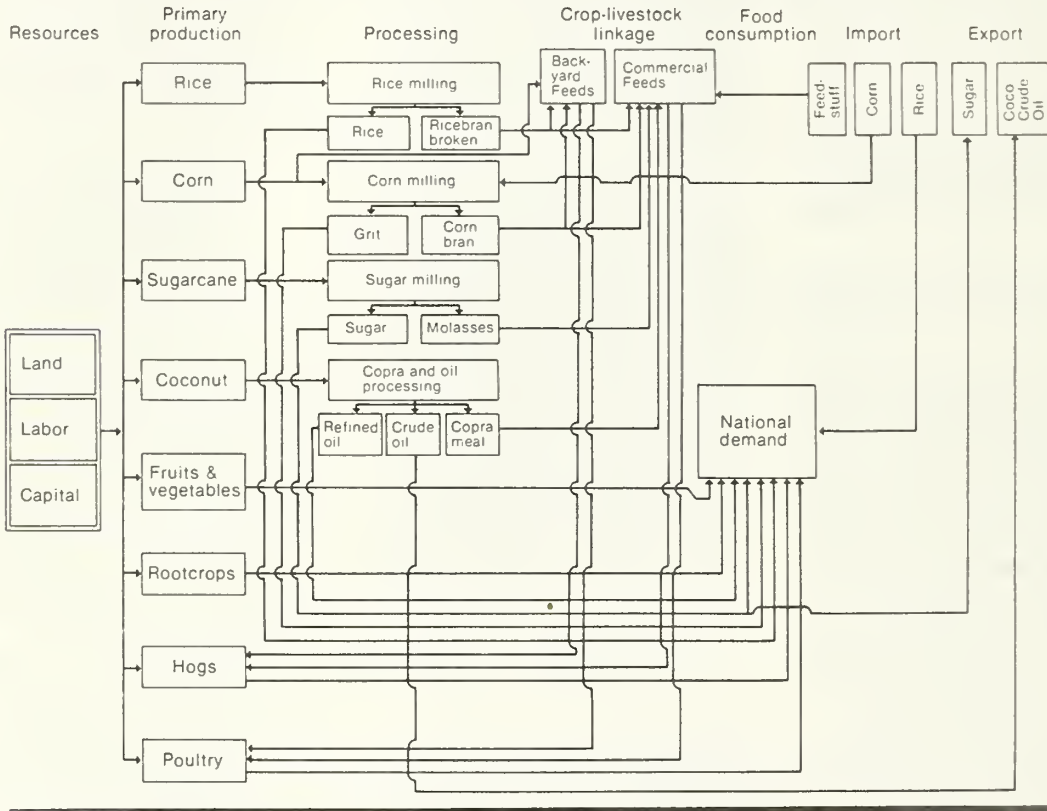 Resources
Primary
production
Processing
Crop-livestock
linkage
Food
consumption
Import
Export
Rice
Rice milling
Back-
yard
Feeds
Commercial
Feeds
Feed-
stuff
Corn
Rice
Sugar
Coco
Crude
Oil
Rice
Ricebran
broken
Corn
Corn milling
Grit
Corn
bran
Sugarcane
Sugar milling
Sugar
Molasses
Land
Labor
Capital
Coconut
Copra and oil
processing
Refined
oil
Crude
oil
Copra
meal
National
demand
Fruits &
vegetables
Rootcrops
Hogs
Poultry